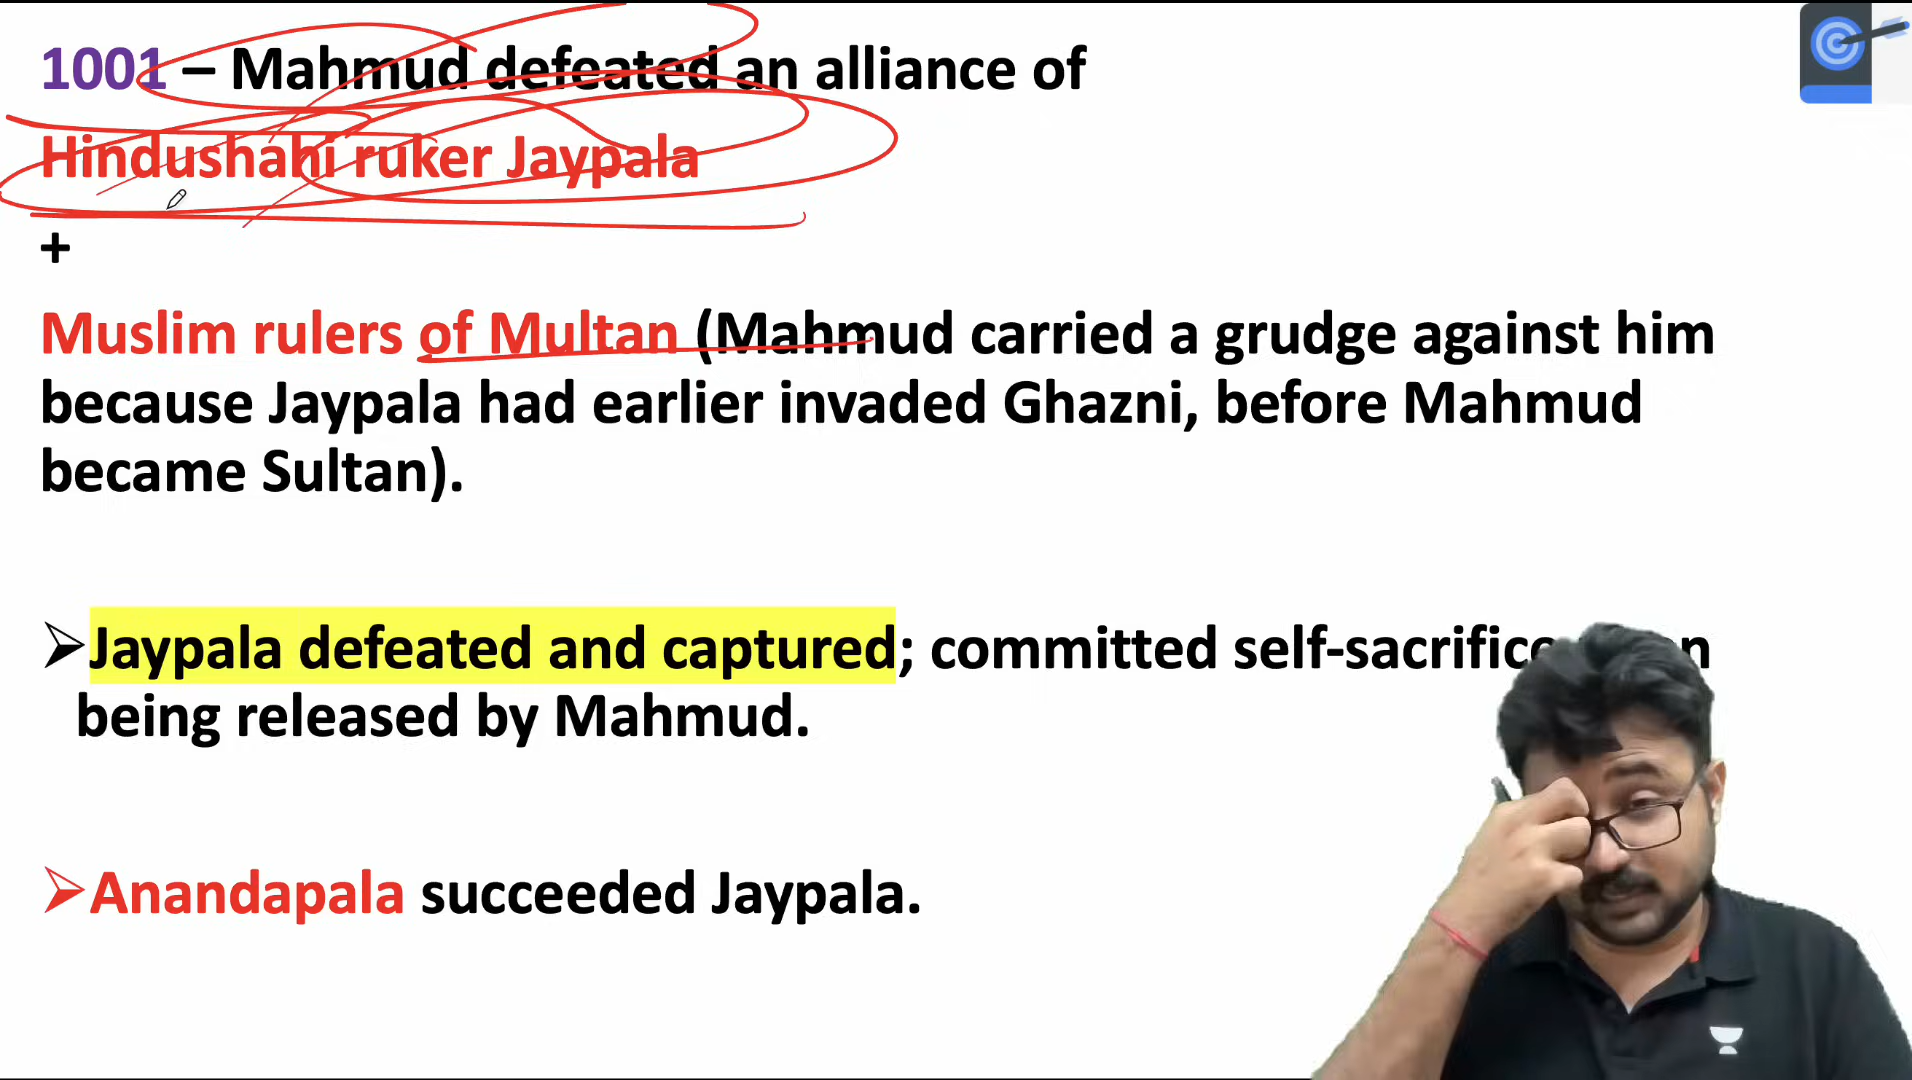 1001 – Mahmud defeated an alliance of
Hindushahi ruker Jaypala
+
Muslim rulers of Multan (Mahmud carried a grudge against him
because Jaypala had earlier invaded Ghazni, before Mahmud
became Sultan).
➢Jaypala defeated and captured; committed self-sacrifice
being released by Mahmud.
➢Anandapala succeeded Jaypala.